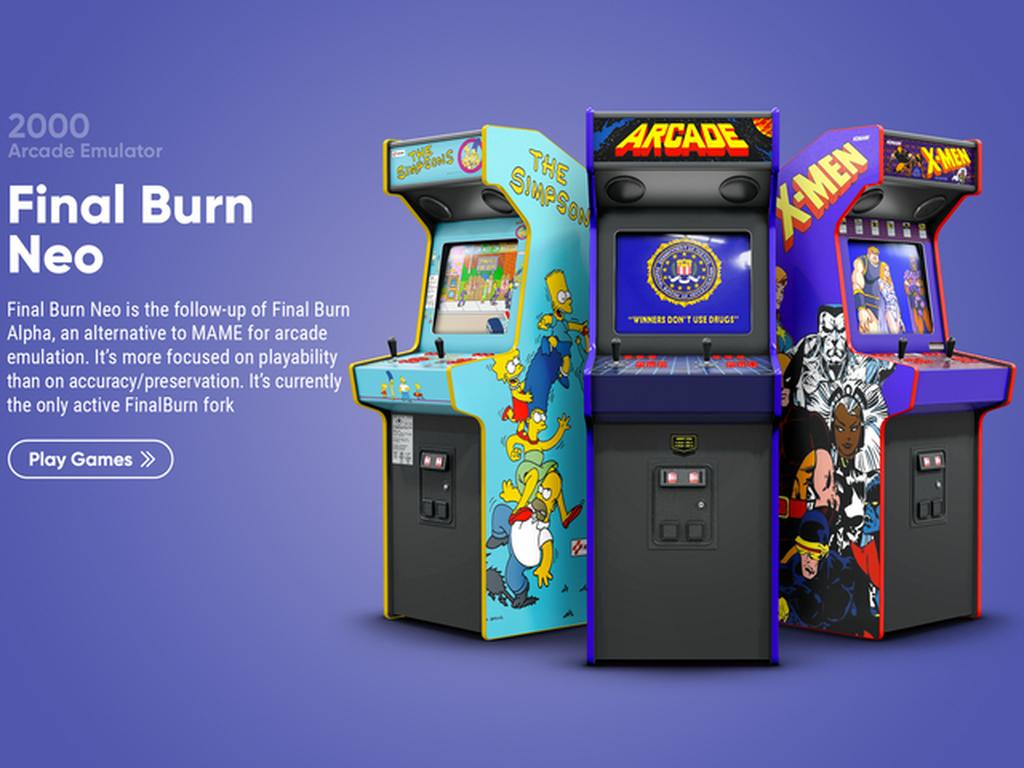 2000
Arcade Emulator
Final Burn
Neo
Final Burn Neo is the follow-up of Final Burn
Alpha, an alternative to MAME for arcade
emulation. It's more focused on playability
than on accuracy/preservation. It's currently
the only active FinalBurn fork
Play Games
THE
SIMPSONS
THE
SIMPSONS
ARCADE
"WINNERS DON'T USE DRUGS"
X-MEN
KONAMI
X-MEN